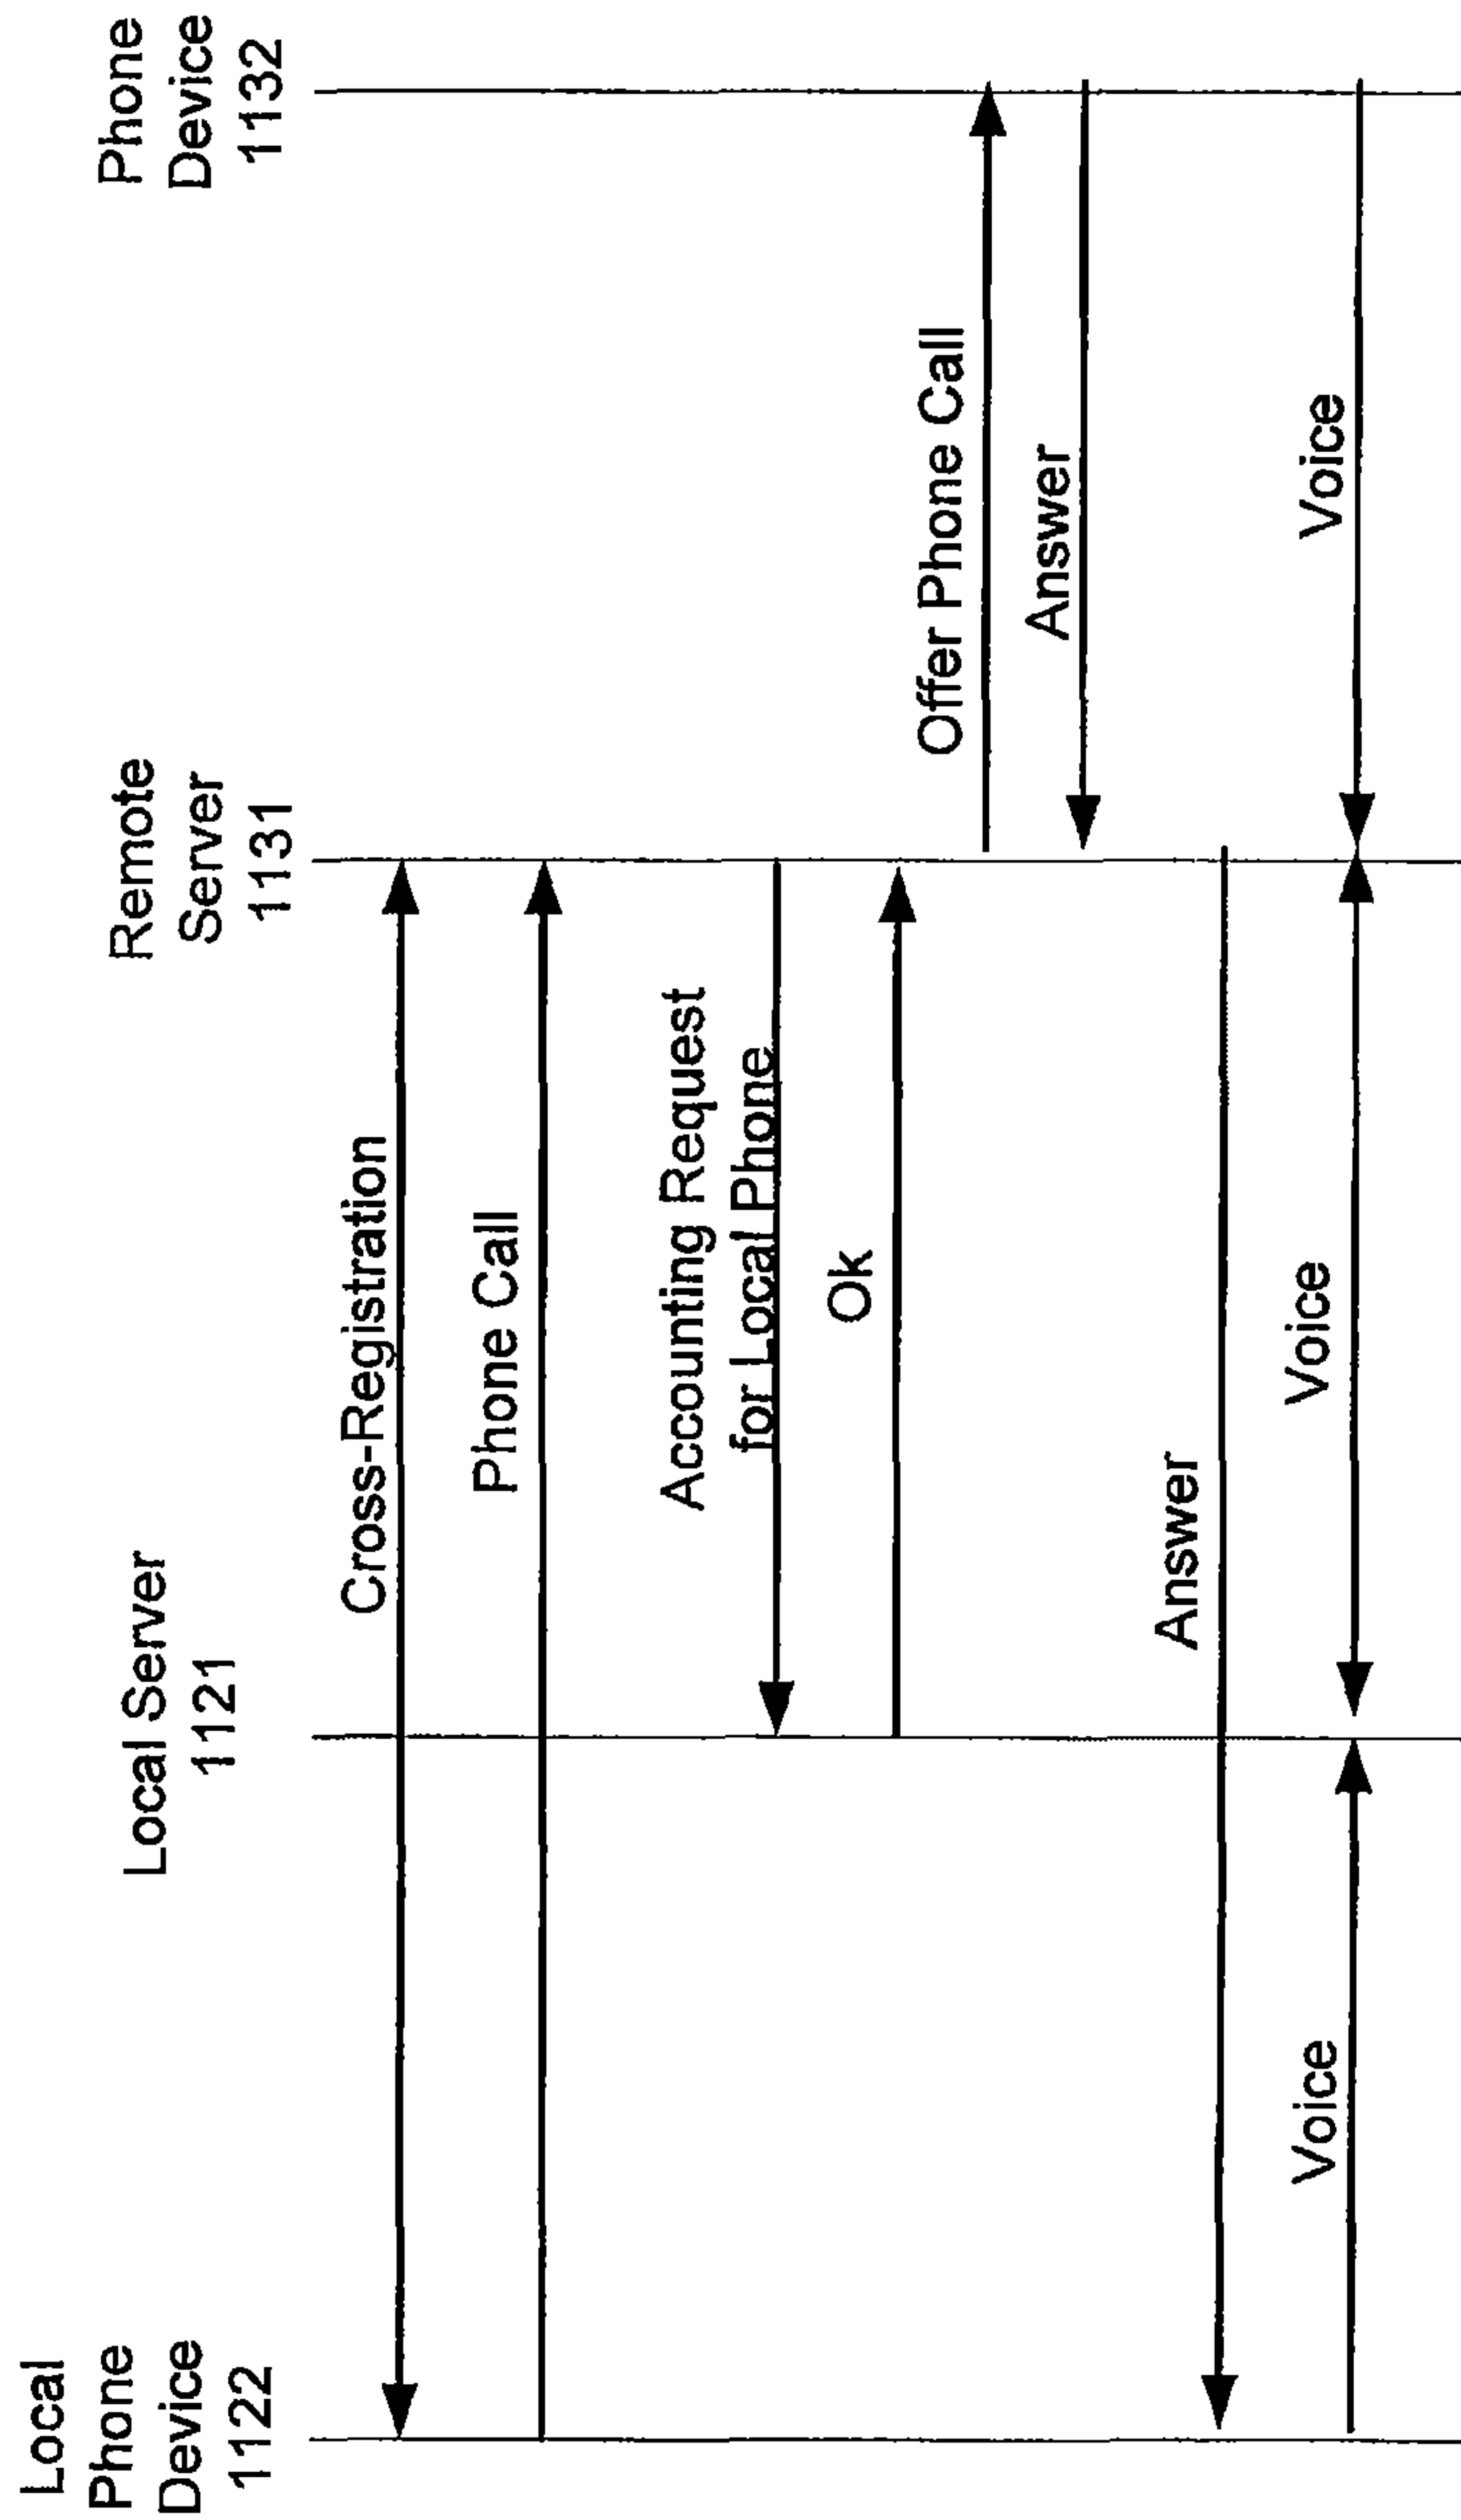 Local
Phone
Device
1122
Local Server
1121
Remote
Server
1131
Phone
Device
1132
Cross-Registration
Phone Call
Accounting Request
for Local Phone
Ok
Offer Phone Call
Answer
Answer
Voice
Voice
Voice